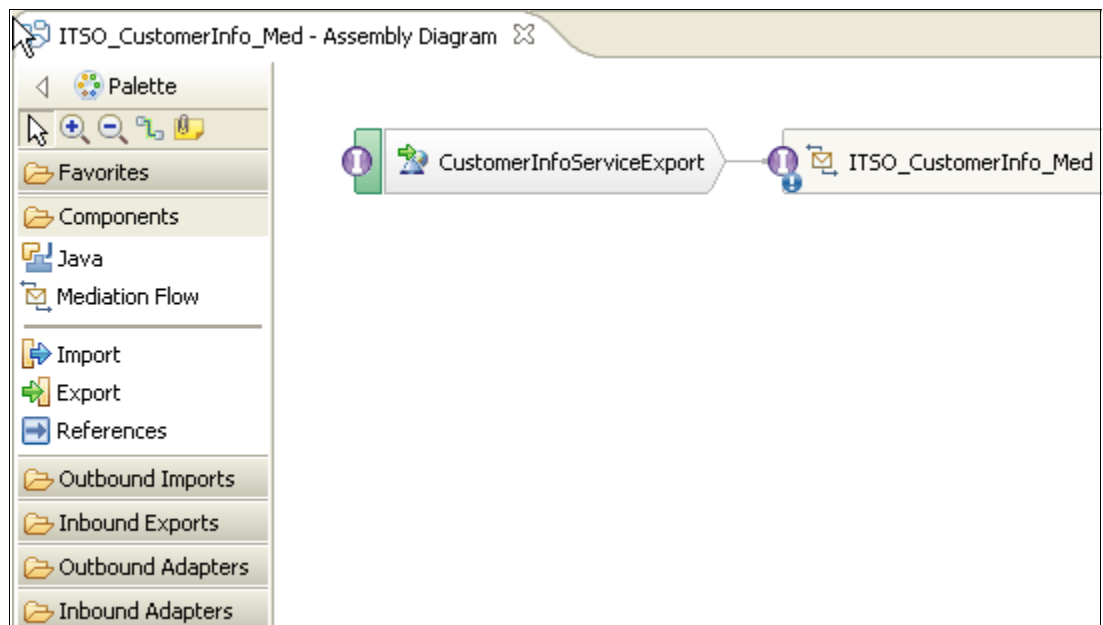 ITSO_CustomerInfo_Med - Assembly Diagram
Palette
Favorites
Components
Java
Mediation Flow
Import
Export
References
Outbound Imports
Inbound Exports
Outbound Adapters
Inbound Adapters
CustomerInfoServiceExport
ITSO_CustomerInfo_Med